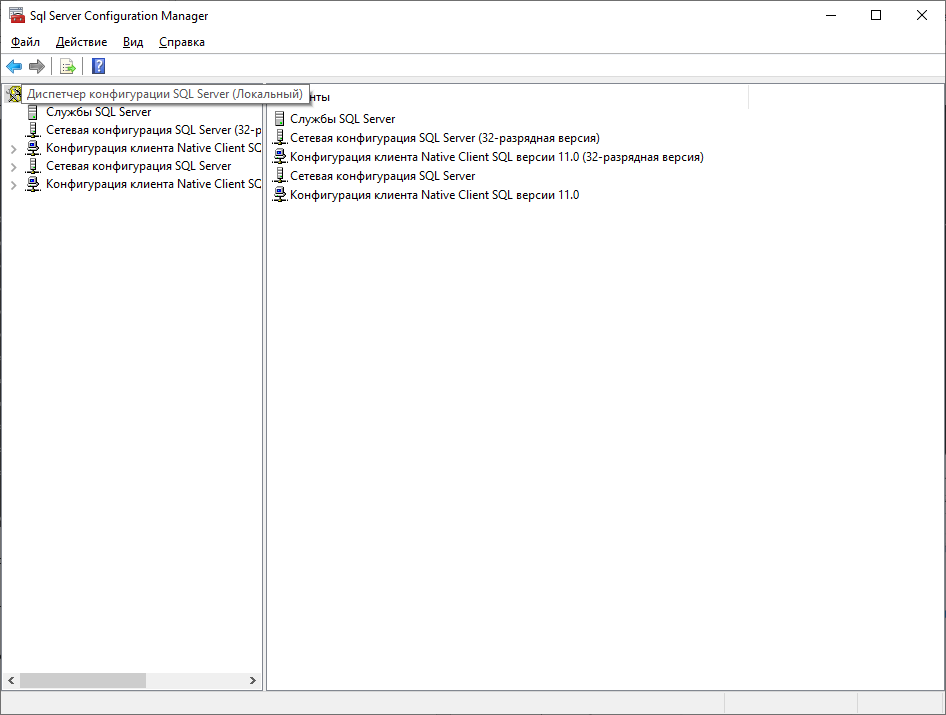 Sql Server Configuration Manager
Файл Действие Вид Справка
Диспетчер конфигурации SQL Server (Локальный)
Службы SQL Server
Сетевая конфигурация SQL Server (32-р
Конфигурация клиента Native Client SQ
Сетевая конфигурация SQL Server
Конфигурация клиента Native Client SQ
нты
Службы SQL Server
Сетевая конфигурация SQL Server (32-разрядная версия)
Конфигурация клиента Native Client SQL версии 11.0 (32-разрядная версия)
Сетевая конфигурация SQL Server
Конфигурация клиента Native Client SQL версии 11.0